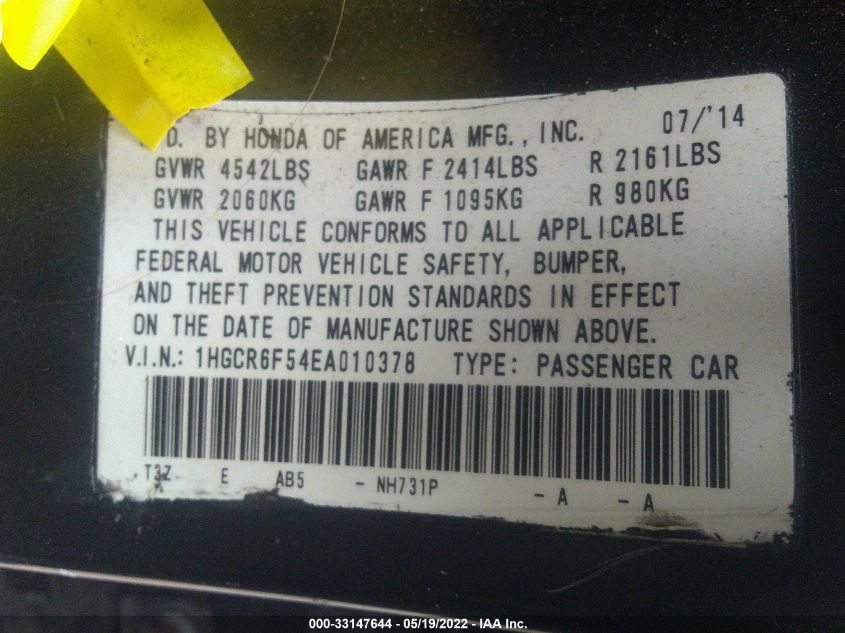 D. BY HONDA OF AMERICA MFG., INC. 07/'14
GVWR 4542LBS GAWR F 2414LBS R 2161LBS
GVWR 2060KG GAWR F 1095KG R 980KG
THIS VEHICLE CONFORMS TO ALL APPLICABLE
FEDERAL MOTOR VEHICLE SAFETY, BUMPER,
AND THEFT PREVENTION STANDARDS IN EFFECT
ON THE DATE OF MANUFACTURE SHOWN ABOVE.
V.I.N.: 1HGCR6F54EA010378 TYPE: PASSENGER CAR
T3Z E AB5 - NH731P - A - A
000-33147644 - 05/19/2022 - IAA Inc.